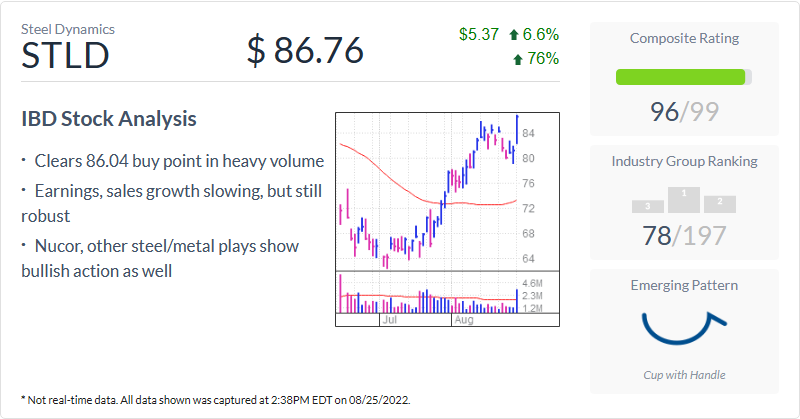 Steel Dynamics
STLD
$ 86.76
$5.37 6.6%
76%
IBD Stock Analysis
· Clears 86.04 buy point in heavy volume
· Earnings, sales growth slowing, but still
robust
· Nucor, other steel/metal plays show
bullish action as well
84
80
76
72
68
64
4.6M
2.3M
1.2M
Jul Aug
* Not real-time data. All data shown was captured at 2:38PM EDT on 08/25/2022.
Composite Rating
96/99
Industry Group Ranking
3 1 2
78/197
Emerging Pattern
Cup with Handle